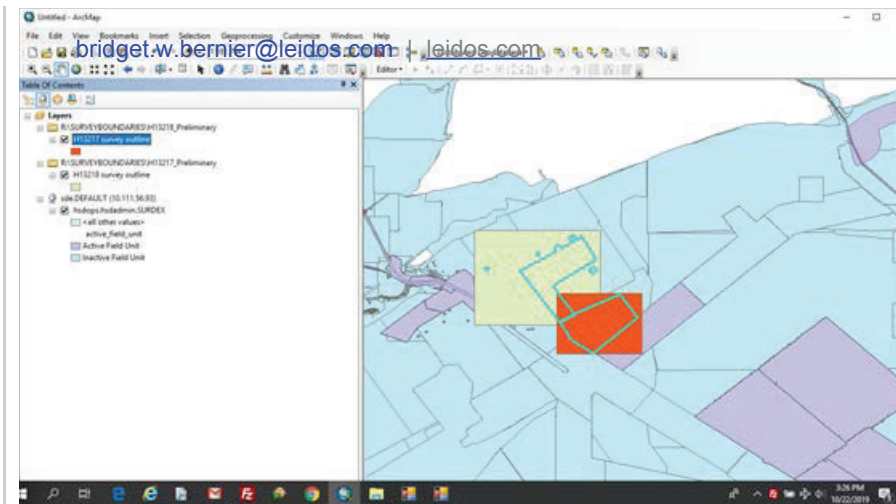 Untitled - ArcMap
File Edit View Bookmarks Insert Selection Geoprocessing Customize Windows Help
bridget.w.bernier@leidos.com | leidos.com
Editor
Table Of Contents
Layers
R:\SURVEYBOUNDARIES\H13218_Preliminary
H13217 survey outline
R:\SURVEYBOUNDARIES\H13217_Preliminary
H13218 survey outline
sde.DEFAULT (10.111.56.93)
hsdops.hsdadmin.SURDEX
<all other values>
active_field_unit
Active Field Unit
Inactive Field Unit
3:26 PM
10/22/2019